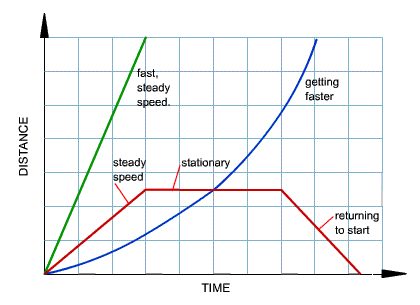 fast,
steady
speed.
getting
faster
DISTANCE
steady
speed
stationary
returning
to start
TIME